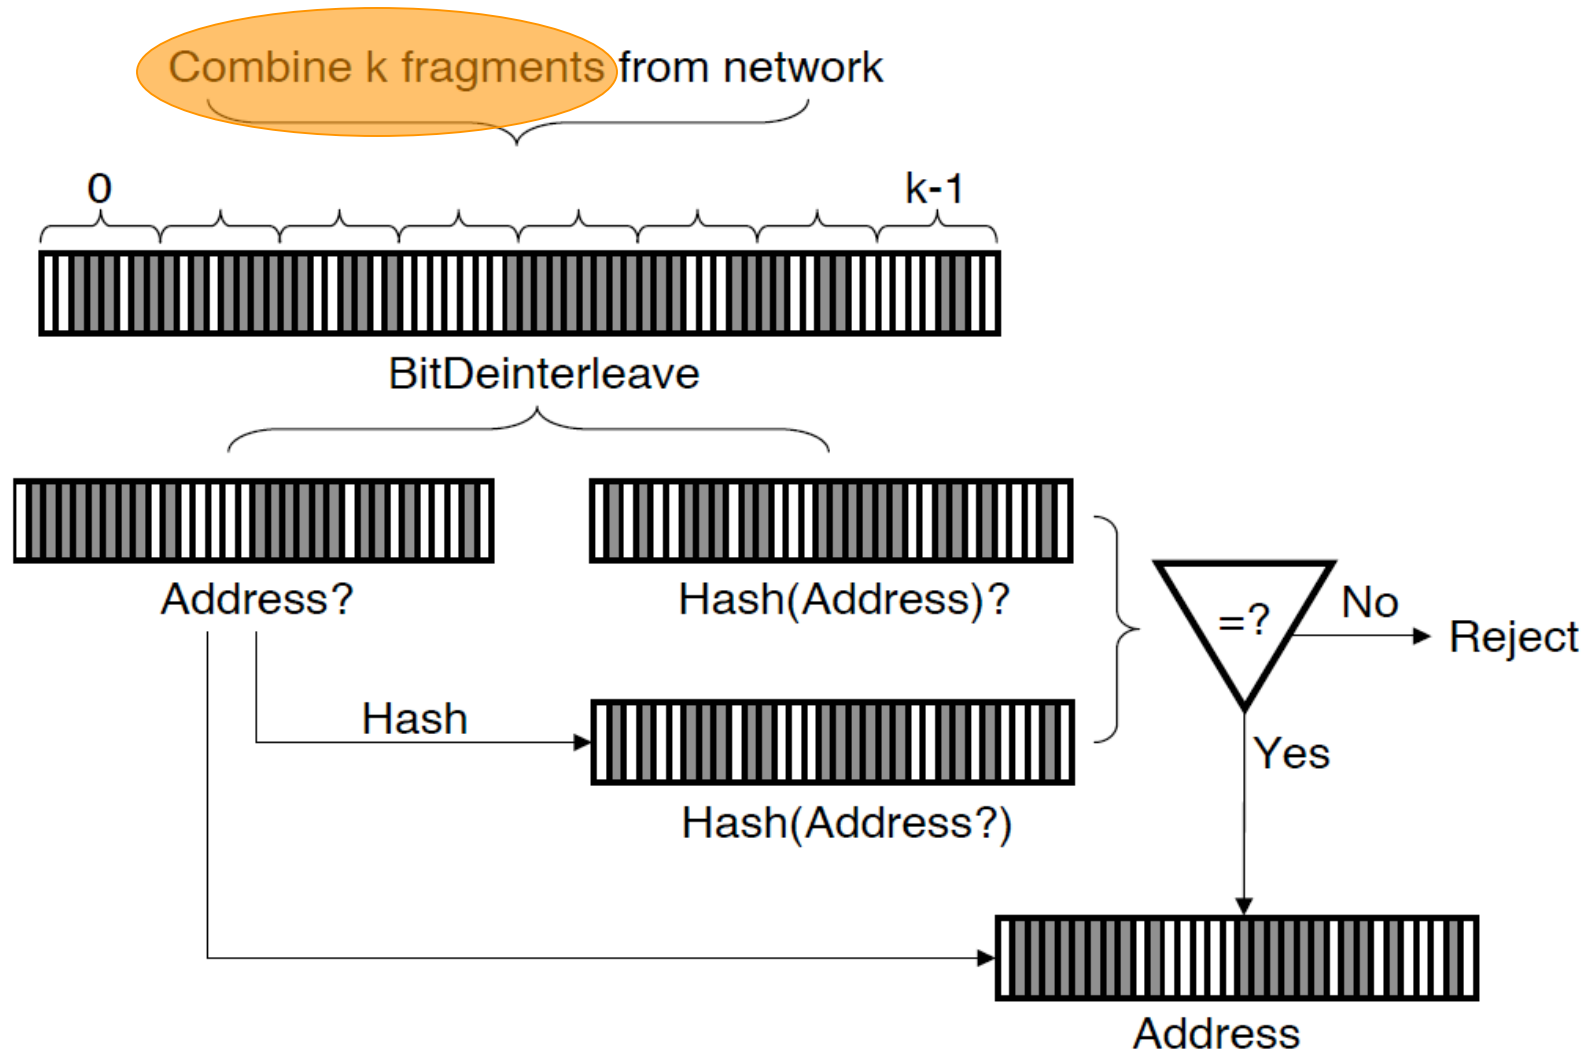 Combine k fragments from network
0
k-1
BitDeinterleave
Address?
Hash(Address)?
=?
No
Reject
Hash
Yes
Hash(Address?)
Address